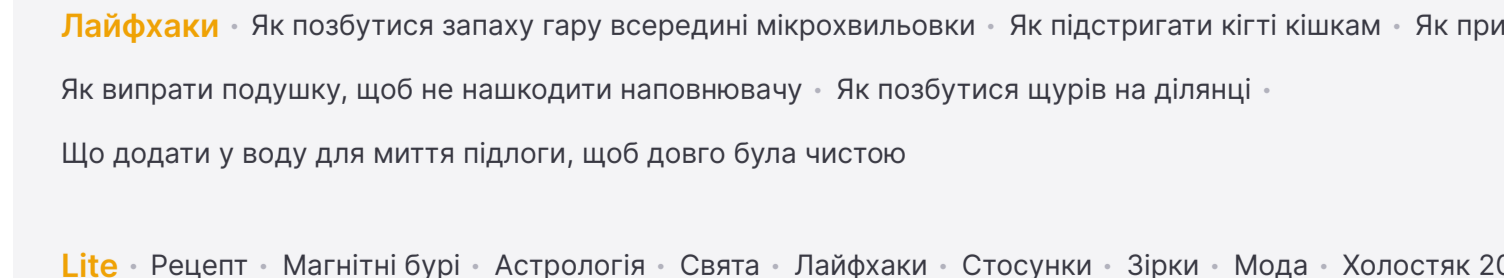 Лайфхаки • Як позбутися запаху гару всередині мікрохвильовки • Як підстригати кігті кішкам • Як
Як випрати подушку, щоб не нашкодити наповнювачу • Як позбутися щурів на ділянці •
Що додати у воду для миття підлоги, щоб довго була чистою
Lite • Рецепт • Магнітні бурі • Астрологія • Свята • Лайфхаки • Стосунки • Зірки • Мода • Холостяк